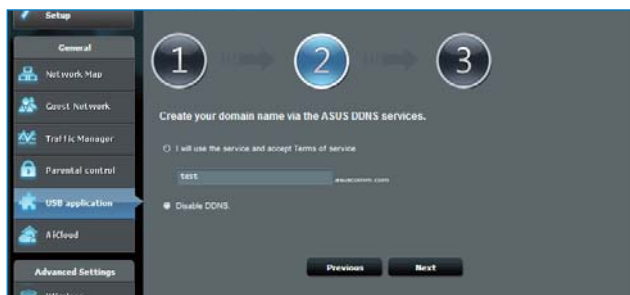 Setup
General
Network Map
Guest Network
Traffic Manager
Parental control
USB application
AiCloud
Advanced Settings
1
2
3
Create your domain name via the ASUS DDNS services.
I will use the service and accept Terms of service
test
.asuscomm.com
Disable DDNS.
Previous
Next